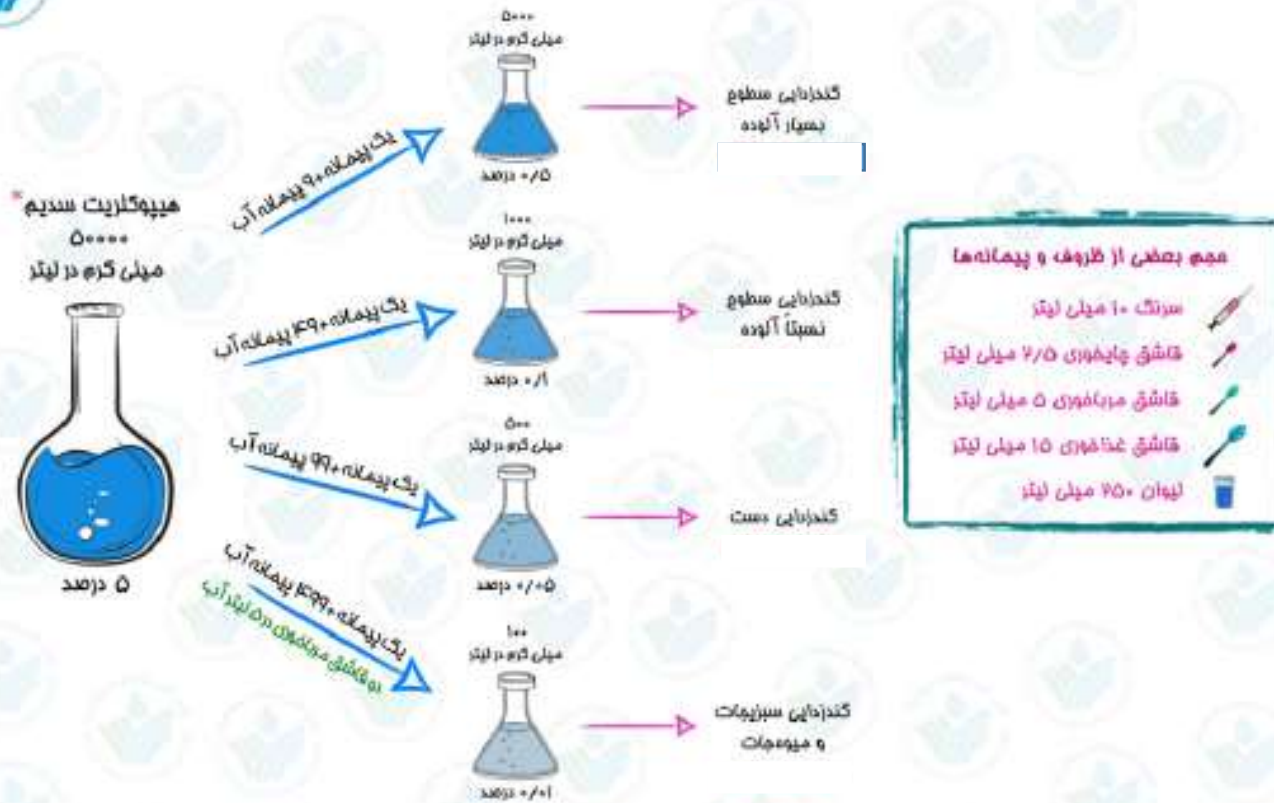 هیپوکلریت سدیم*
۵۰۰۰۰
میلی گرم در لیتر
۵ درصد
یک پیمانه+۹ پیمانه آب
۵۰۰۰
میلی گرم در لیتر
۰/۵ درصد
گندزدایی سطوح
بسیار آلوده
یک پیمانه+۴۹ پیمانه آب
۱۰۰۰
میلی گرم در لیتر
۰/۱ درصد
گندزدایی سطوح
نسبتاً آلوده
یک پیمانه+۹۹ پیمانه آب
۵۰۰
میلی گرم در لیتر
۰/۰۵ درصد
گندزدایی دست
یک پیمانه+۴۹۹ پیمانه آب
دو قاشق مرباخوری در ۵ لیتر آب
۱۰۰
میلی گرم در لیتر
۰/۰۱ درصد
گندزدایی سبزیجات
و میوه‌جات
حجم بعضی از ظروف و پیمانه‌ها
سرنگ ۱۰ میلی لیتر
قاشق چایخوری ۲/۵ میلی لیتر
قاشق مرباخوری ۵ میلی لیتر
قاشق غذاخوری ۱۵ میلی لیتر
لیوان ۲۵۰ میلی لیتر